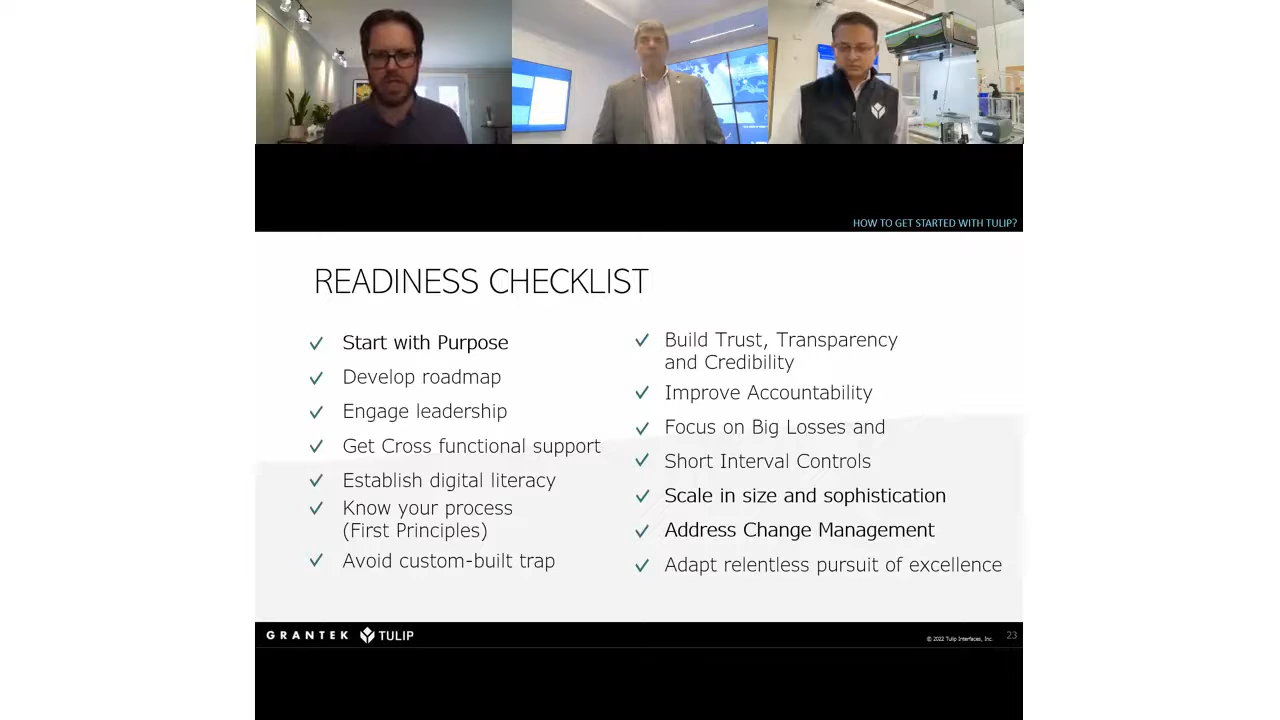 HOW TO GET STARTED WITH TULIP?
READINESS CHECKLIST
Start with Purpose
Develop roadmap
Engage leadership
Get Cross functional support
Establish digital literacy
Know your process
(First Principles)
Avoid custom-built trap
Build Trust, Transparency
and Credibility
Improve Accountability
Focus on Big Losses and
Short Interval Controls
Scale in size and sophistication
Address Change Management
Adapt relentless pursuit of excellence
GRANTEK TULIP
© 2022 Tulip Interfaces, Inc.
23